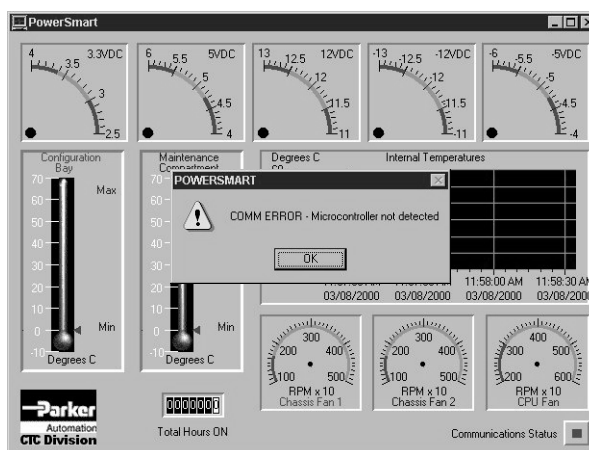 PowerSmart
4 3.5 3 2.5 3.3VDC
6 5.5 5 4.5 4 5VDC
13 12.5 12 11.5 11 12VDC
-13 -12.5 -12 -11.5 -11 -12VDC
-6 -5.5 -5 -4.5 -4 -5VDC
Configuration
Bay
70
60
50
40
30
20
10
0
-10
Max
Min
Degrees C
Maintenance
Compartment
70
Min
-10
Degrees C
Degrees C Internal Temperatures
POWERSMART
COMM ERROR - Microcontroller not detected
OK
11:58:00 AM 11:58:30 AM
03/08/2000 03/08/2000 03/08/2000 03/08/2000
100 200 300 400 500
RPM x 10
Chassis Fan 1
100 200 300 400 500
RPM x 10
Chassis Fan 2
200 300 400 500 600
RPM x 10
CPU Fan
Parker
Automation
CTC Division
0000000
Total Hours ON
Communications Status